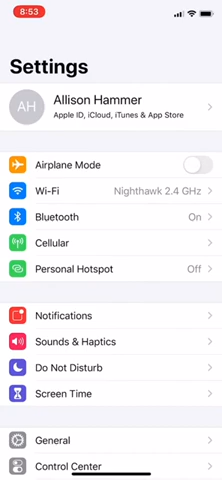 8:53
Settings
AH
Allison Hammer
Apple ID, iCloud, iTunes & App Store
Airplane Mode
Wi-Fi Nighthawk 2.4 GHz
Bluetooth On
Cellular
Personal Hotspot Off
Notifications
Sounds & Haptics
Do Not Disturb
Screen Time
General
Control Center